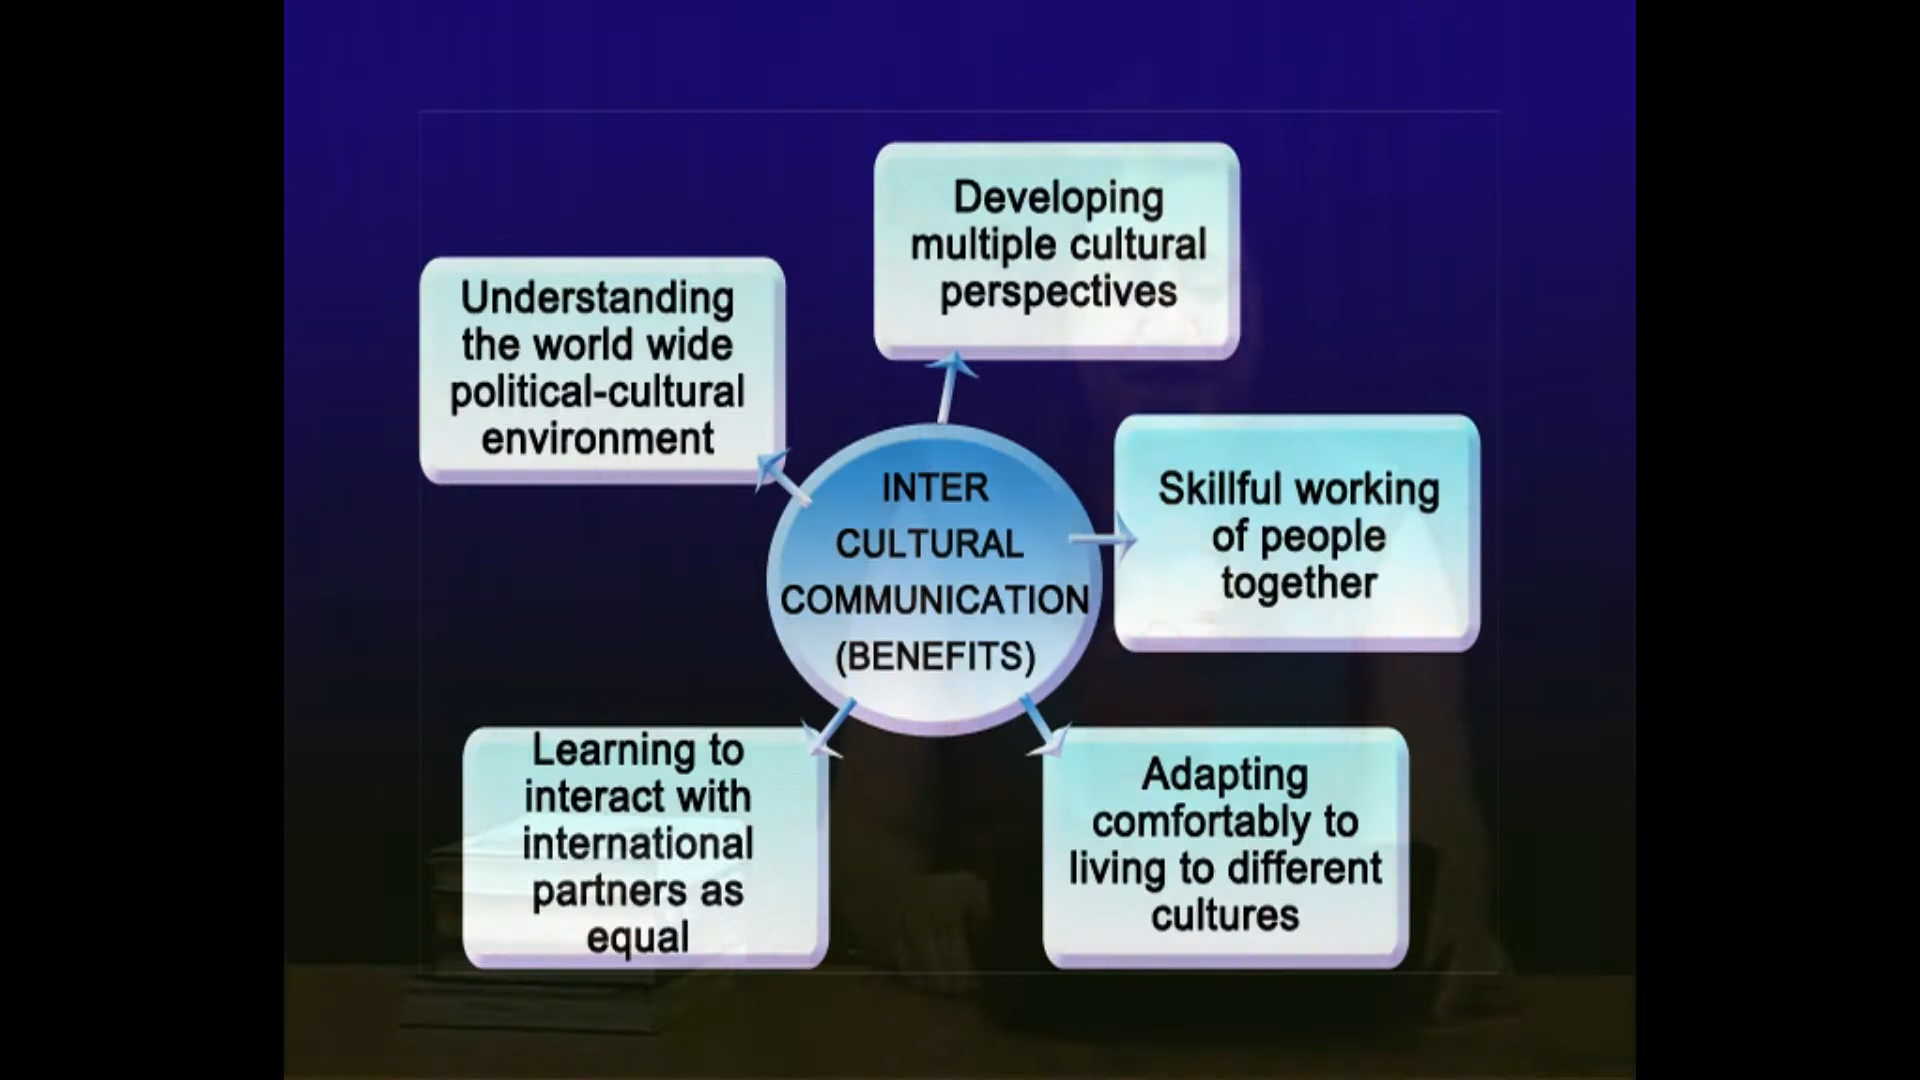 Developing
multiple cultural
perspectives
Understanding
the world wide
political-cultural
environment
Skillful working
of people
together
INTER
CULTURAL
COMMUNICATION
(BENEFITS)
Learning to
interact with
international
partners as
equal
Adapting
comfortably to
living to different
cultures